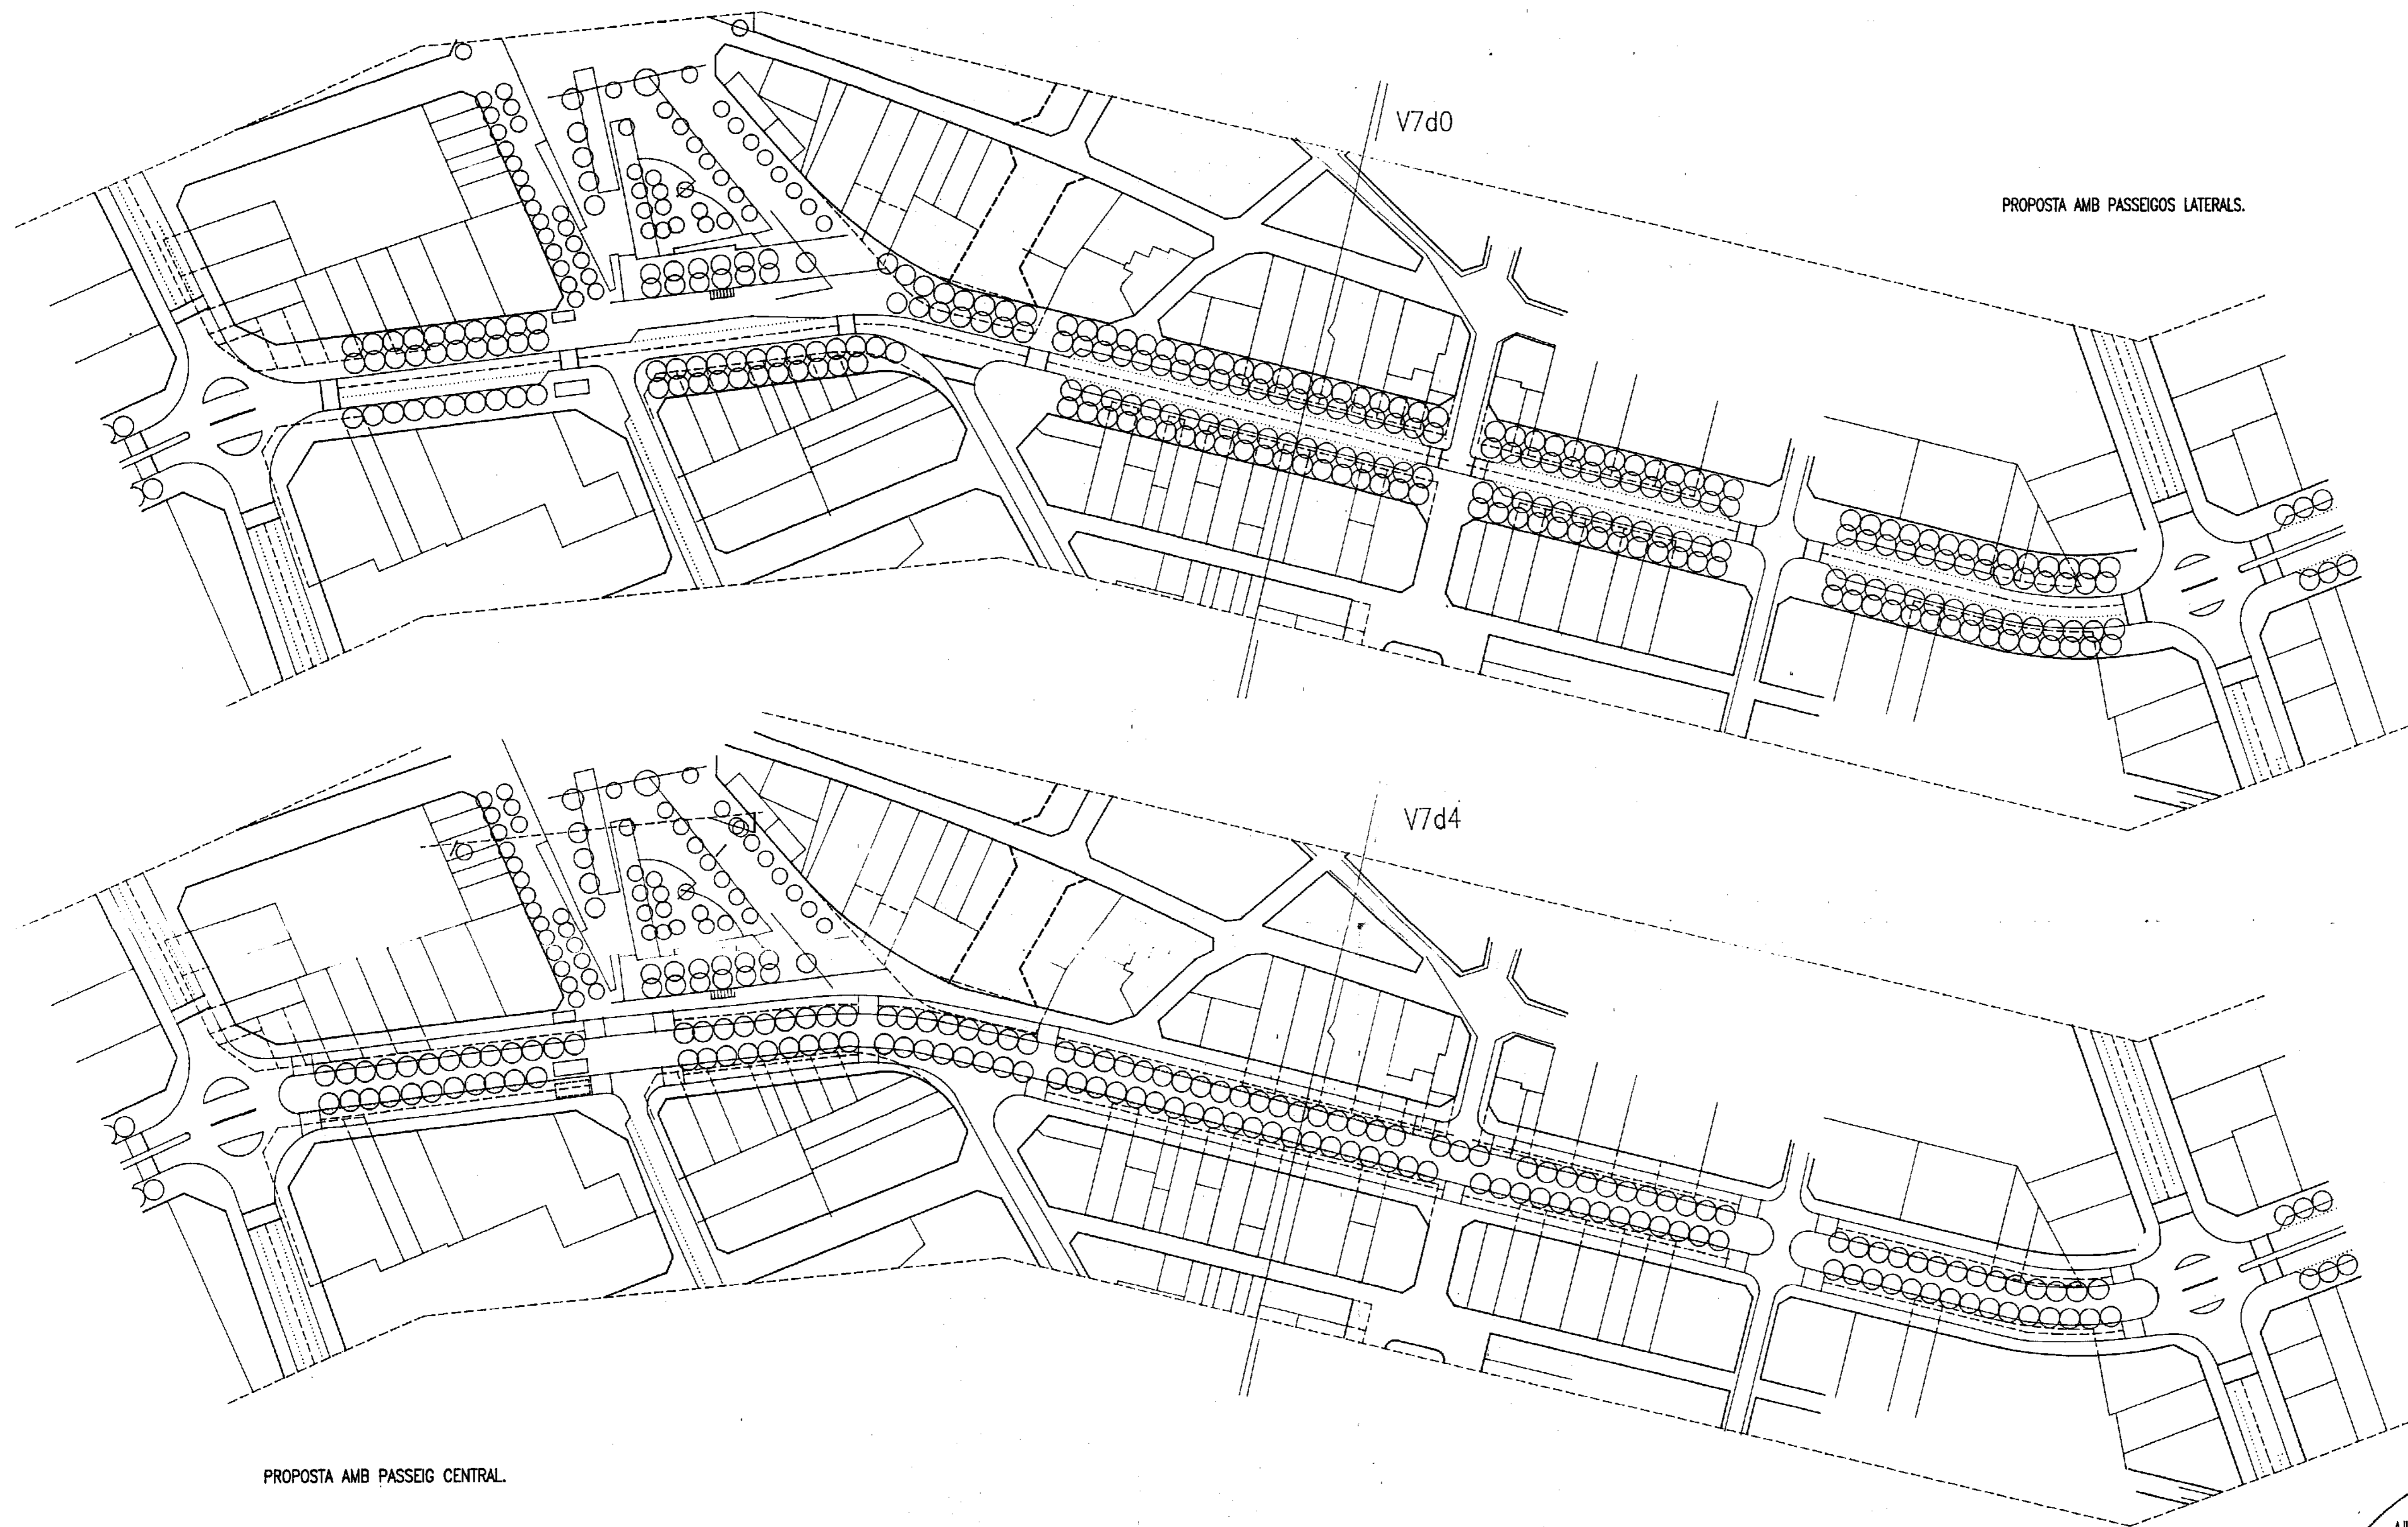 V7d0
PROPOSTA AMB PASSEIGOS LATERALS.
V7d4
PROPOSTA AMB PASSEIG CENTRAL.